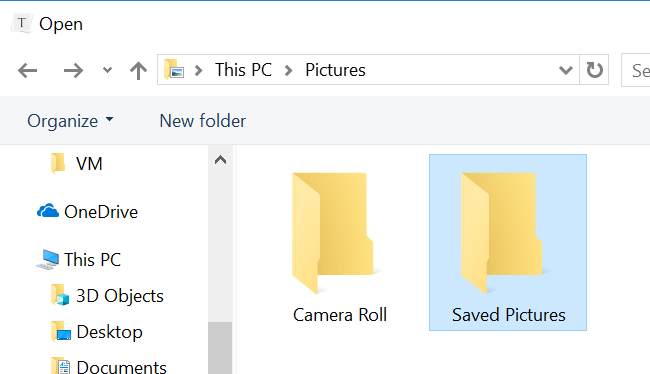 T Open
This PC > Pictures
Se
Organize
New folder
VM
OneDrive
This PC
3D Objects
Desktop
Documents
Camera Roll
Saved Pictures